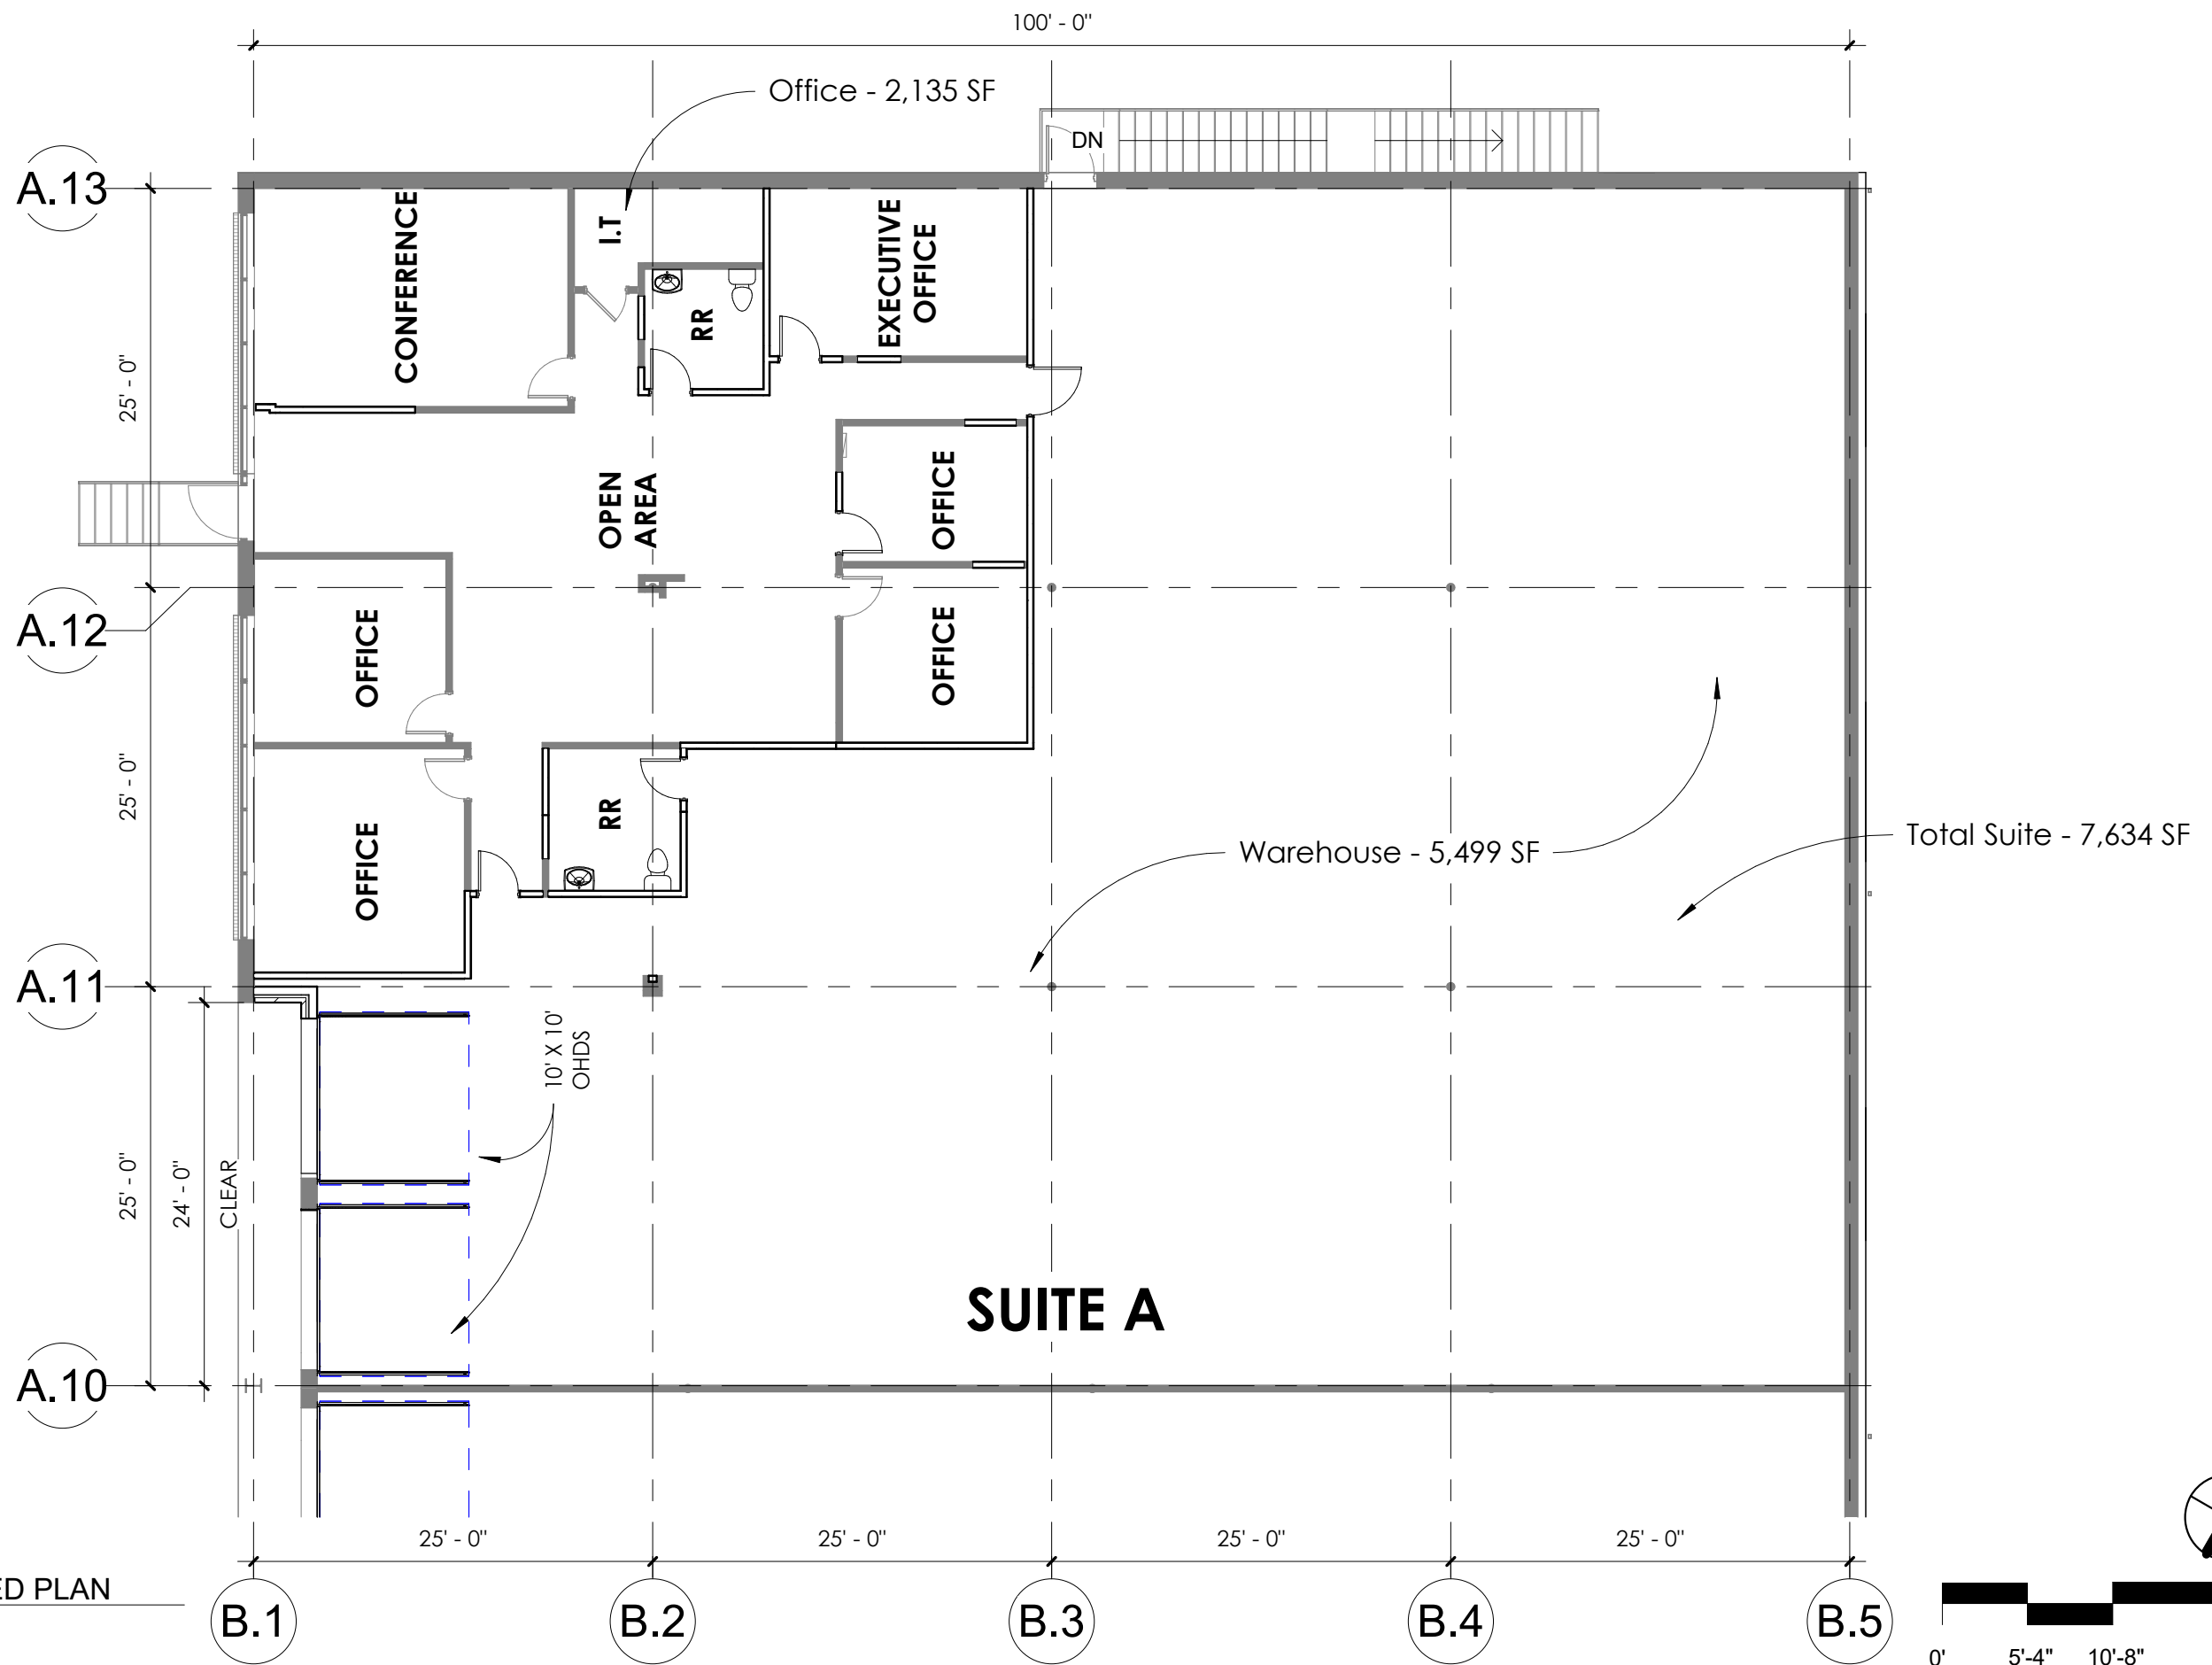 100' - 0"
Office - 2,135 SF
DN
A.13
CONFERENCE
I.T
EXECUTIVE
OFFICE
RR
25' - 0"
OPEN
AREA
OFFICE
A.12
OFFICE
OFFICE
25' - 0"
RR
OFFICE
Warehouse - 5,499 SF
Total Suite - 7,634 SF
A.11
10' X 10'
OHDS
25' - 0"
24' - 0"
CLEAR
SUITE A
A.10
25' - 0"
25' - 0"
25' - 0"
25' - 0"
ED PLAN
B.1
B.2
B.3
B.4
B.5
0'
5'-4"
10'-8"